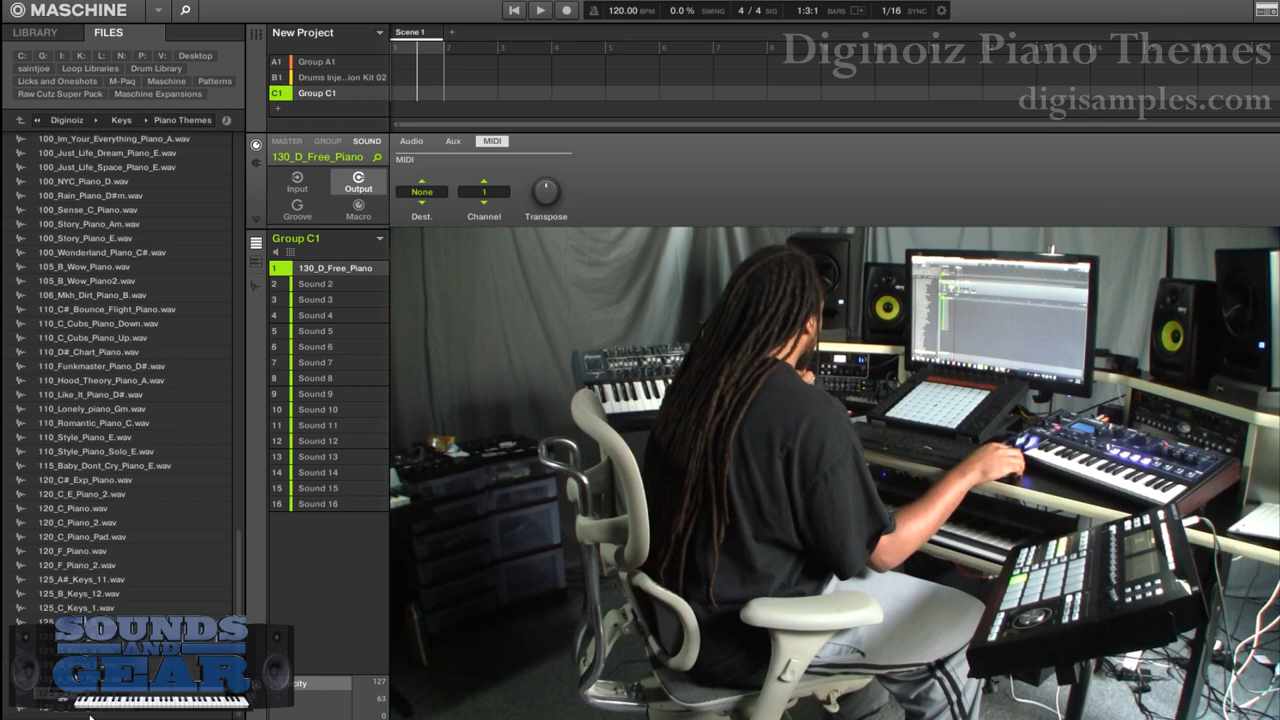 MASCHINE
120.00 BPM 0.0 % SWING 4 / 4 SIG 1:3:1 BARS 1/16 SYNC
LIBRARY FILES
C: G: I: K: L: N: P: V: Desktop
saintjoe Loop Libraries Drum Library
Licks and Oneshots M-Paq Maschine Patterns
Raw Cutz Super Pack Maschine Expansions
Diginoiz Keys Piano Themes
100_Im_Your_Everything_Piano_A.wav
100_Just_Life_Dream_Piano_E.wav
100_Just_Life_Space_Piano_E.wav
100_NYC_Piano_D.wav
100_Rain_Piano_D#m.wav
100_Sense_C_Piano.wav
100_Story_Piano_Am.wav
100_Story_Piano_E.wav
100_Wonderland_Piano_C#.wav
105_B_Wow_Piano.wav
105_B_Wow_Piano2.wav
106_Mkh_Dirt_Piano_B.wav
110_C#_Bounce_Flight_Piano.wav
110_C_Cubs_Piano_Down.wav
110_C_Cubs_Piano_Up.wav
110_D#_Chart_Piano.wav
110_Funkmaster_Piano_D#.wav
110_Hood_Theory_Piano_A.wav
110_Like_It_Piano_D#.wav
110_Lonely_piano_Gm.wav
110_Romantic_Piano_C.wav
110_Style_Piano_E.wav
110_Style_Piano_Solo_E.wav
115_Baby_Dont_Cry_Piano_E.wav
120_C#_Exp_Piano.wav
120_C_E_Piano_2.wav
120_C_Piano.wav
120_C_Piano_2.wav
120_C_Piano_Pad.wav
120_F_Piano.wav
120_F_Piano_2.wav
125_A#_Keys_11.wav
125_B_Keys_12.wav
125_C_Keys_1.wav
SOUNDS
AND
GEAR
New Project
A1 Group A1
B1 Drums Inje...ion Kit 02
C1 Group C1
+
Scene 1 +
1 2 3 4 5 6 7 8
Diginoiz Piano Themes
digisamples.com
MASTER GROUP SOUND
130_D_Free_Piano
Input Output
Groove Macro
Audio Aux MIDI
MIDI
None 1
Dest. Channel Transpose
Group C1
1 130_D_Free_Piano
2 Sound 2
3 Sound 3
4 Sound 4
5 Sound 5
6 Sound 6
7 Sound 7
8 Sound 8
9 Sound 9
10 Sound 10
11 Sound 11
12 Sound 12
13 Sound 13
14 Sound 14
15 Sound 15
16 Sound 16
city 127
63
0